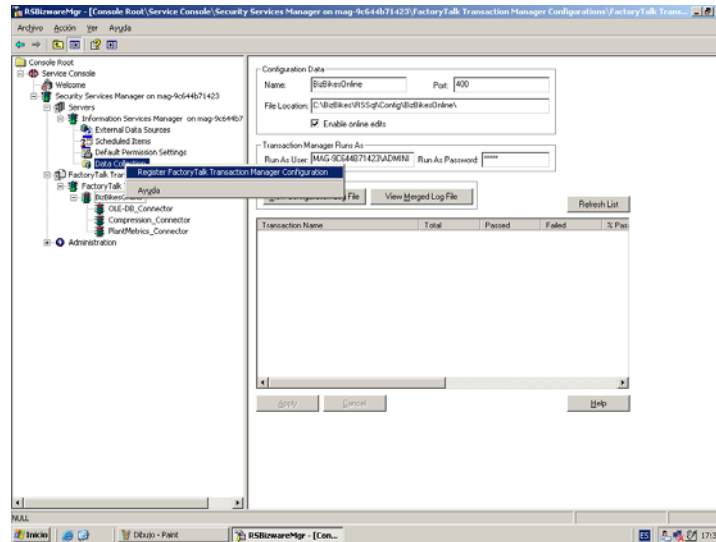 RSBizwareMgr - [Console Root\Service Console\Security Services Manager on mag-9c644b71423\FactoryTalk Transaction Manager Configurations\FactoryTalk Trans...
Archivo Acción Ver Ayuda
Console Root
Service Console
Welcome
Security Services Manager on mag-9c644b71423
Servers
Information Services Manager on mag-9c644b7
External Data Sources
Scheduled Items
Default Permission Settings
Data Collection
FactoryTalk Tran
FactoryTalk
BizBikesOnline
OLE-DB_Connector
Compression_Connector
PlantMetrics_Connector
Administration
Register FactoryTalk Transaction Manager Configuration
Ayuda
Configuration Data
Name: BizBikesOnline Port: 400
File Location: C:\BizBikes\RSSql\Config\BizBikesOnline\
Enable online edits
Transaction Manager Runs As
Run As User: MAG-9C644B71423\ADMINI Run As Password: *****
File View Merged Log File
Refresh List
Transaction Name Total Passed Failed % Pas
Apply Cancel Help
NULL
Inicio Dibujo - Paint RSBizwareMgr - [Con... ES 17:3